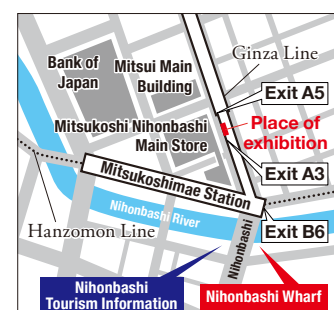 Ginza Line
Bank of
Japan
Mitsui Main
Building
Exit A5
Place of
exhibition
Mitsukoshi Nihonbashi
Main Store
Exit A3
Mitsukoshimae Station
Hanzomon Line
Nihonbashi River
Exit B6
Nihonbashi
Nihonbashi
Tourism Information
Nihonbashi Wharf